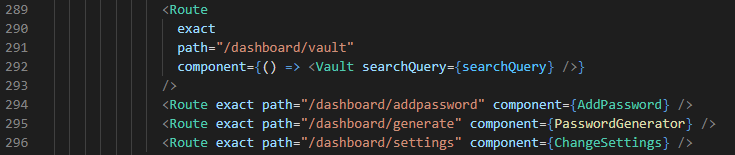 289 <Route
290 exact
291 path="/dashboard/vault"
292 component={() => <Vault searchQuery={searchQuery} />}
293 />
294 <Route exact path="/dashboard/addpassword" component={AddPassword} />
295 <Route exact path="/dashboard/generate" component={PasswordGenerator} />
296 <Route exact path="/dashboard/settings" component={ChangeSettings} />